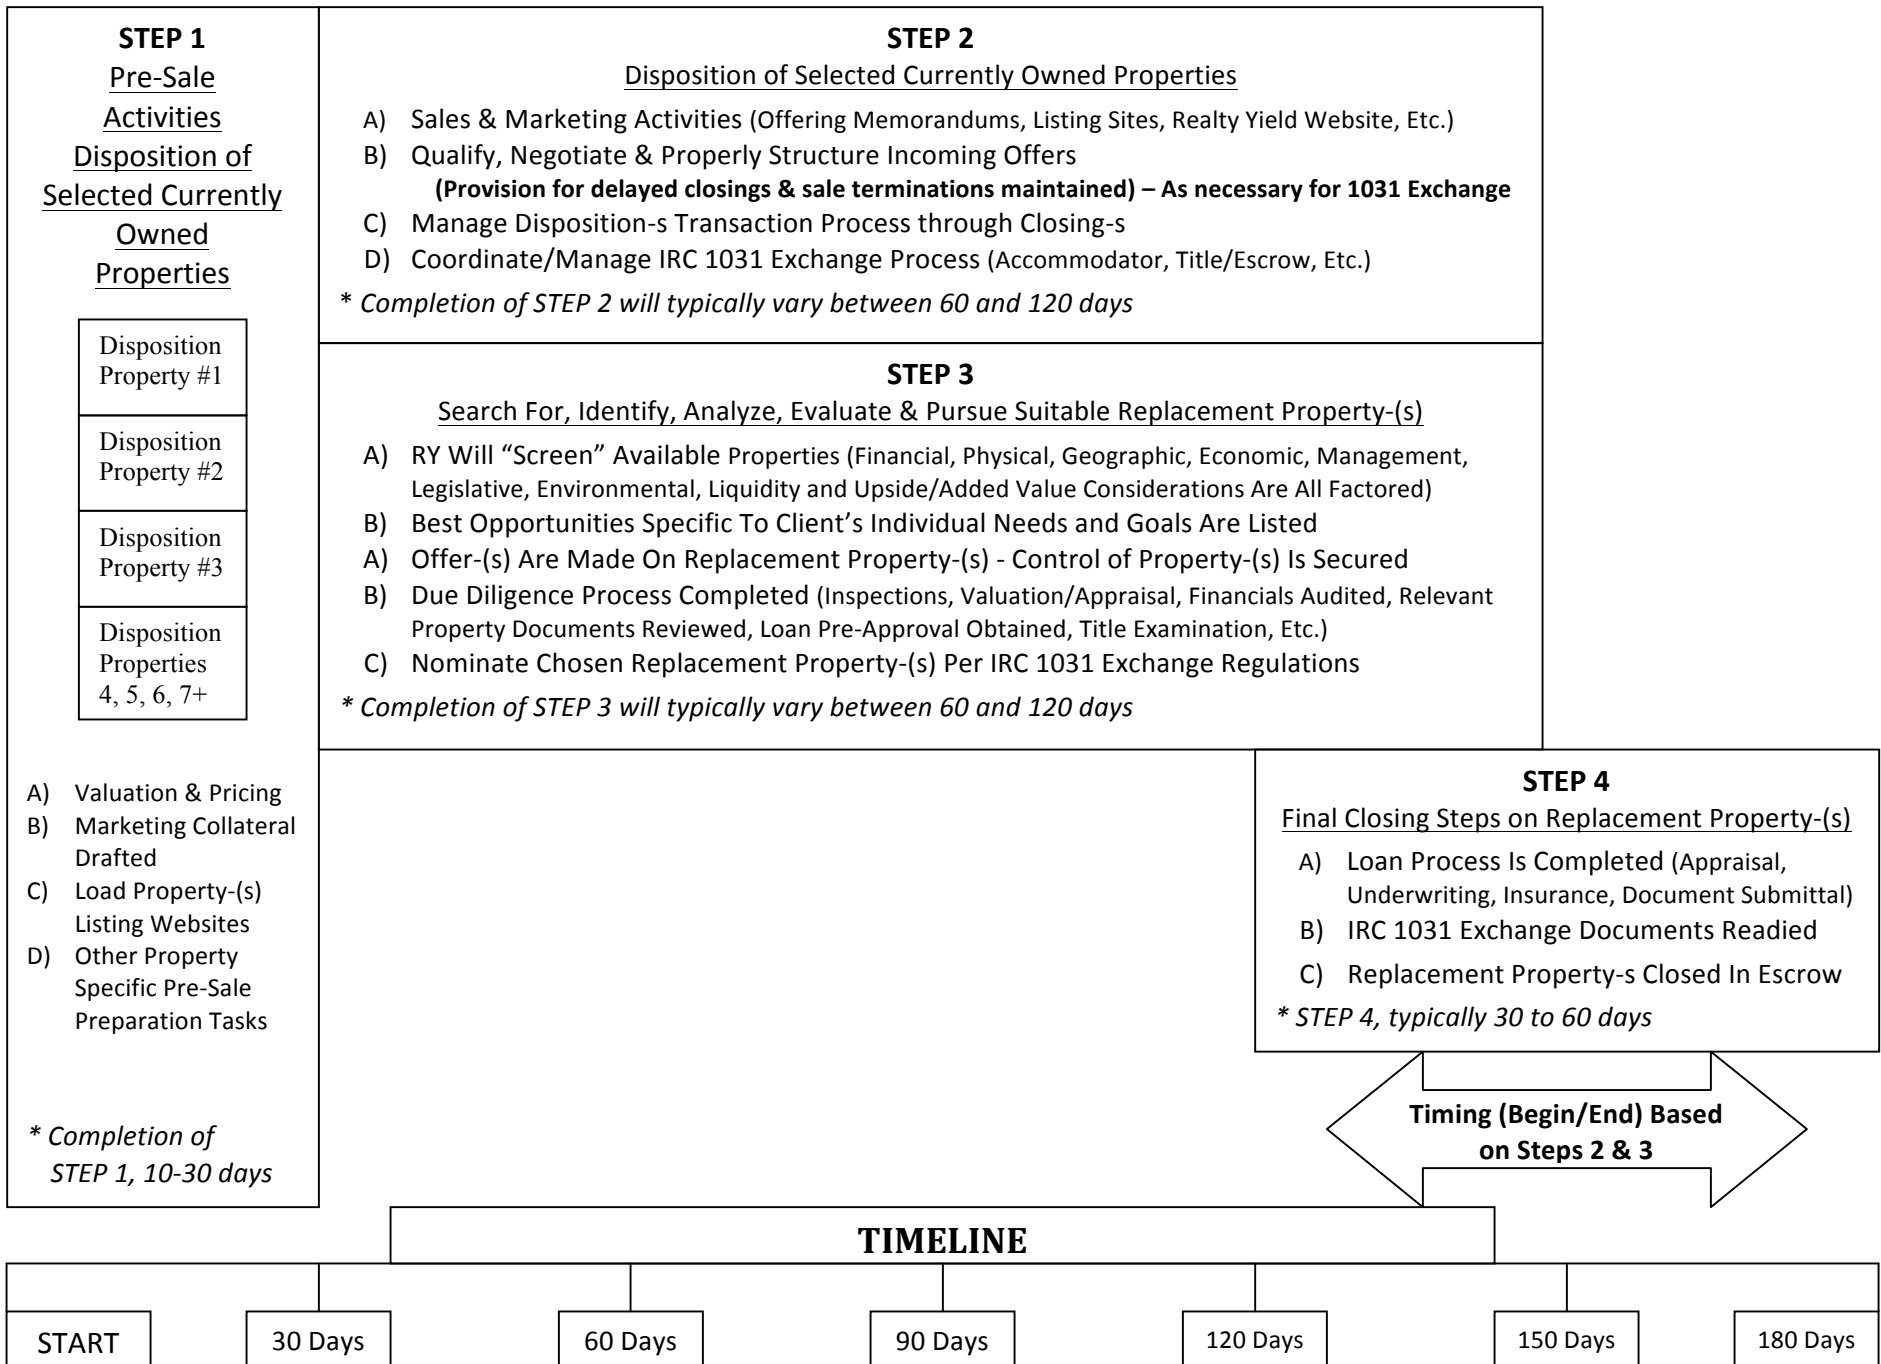 STEP 1
Pre-Sale
Activities
Disposition of
Selected Currently
Owned
Properties
Disposition
Property #1
Disposition
Property #2
Disposition
Property #3
Disposition
Properties
4, 5, 6, 7+
A) Valuation & Pricing
B) Marketing Collateral
Drafted
C) Load Property-(s)
Listing Websites
D) Other Property
Specific Pre-Sale
Preparation Tasks
* Completion of
STEP 1, 10-30 days
STEP 2
Disposition of Selected Currently Owned Properties
A) Sales & Marketing Activities (Offering Memorandums, Listing Sites, Realty Yield Website, Etc.)
B) Qualify, Negotiate & Properly Structure Incoming Offers
(Provision for delayed closings & sale terminations maintained) – As necessary for 1031 Exchange
C) Manage Disposition-s Transaction Process through Closing-s
D) Coordinate/Manage IRC 1031 Exchange Process (Accommodator, Title/Escrow, Etc.)
* Completion of STEP 2 will typically vary between 60 and 120 days
STEP 3
Search For, Identify, Analyze, Evaluate & Pursue Suitable Replacement Property-(s)
A) RY Will “Screen” Available Properties (Financial, Physical, Geographic, Economic, Management,
Legislative, Environmental, Liquidity and Upside/Added Value Considerations Are All Factored)
B) Best Opportunities Specific To Client’s Individual Needs and Goals Are Listed
A) Offer-(s) Are Made On Replacement Property-(s) - Control of Property-(s) Is Secured
B) Due Diligence Process Completed (Inspections, Valuation/Appraisal, Financials Audited, Relevant
Property Documents Reviewed, Loan Pre-Approval Obtained, Title Examination, Etc.)
C) Nominate Chosen Replacement Property-(s) Per IRC 1031 Exchange Regulations
* Completion of STEP 3 will typically vary between 60 and 120 days
STEP 4
Final Closing Steps on Replacement Property-(s)
A) Loan Process Is Completed (Appraisal,
Underwriting, Insurance, Document Submittal)
B) IRC 1031 Exchange Documents Readied
C) Replacement Property-s Closed In Escrow
* STEP 4, typically 30 to 60 days
Timing (Begin/End) Based
on Steps 2 & 3
TIMELINE
START
30 Days
60 Days
90 Days
120 Days
150 Days
180 Days